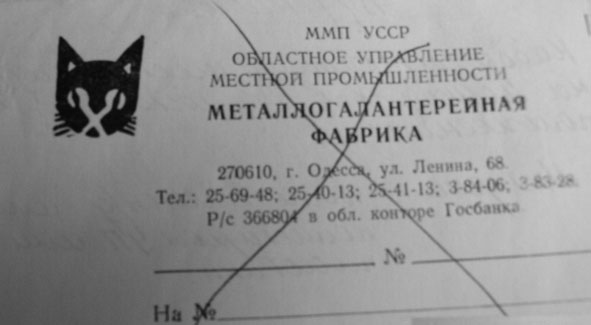 ММП УССР
ОБЛАСТНОЕ УПРАВЛЕНИЕ
МЕСТНОЙ ПРОМЫШЛЕННОСТИ
МЕТАЛЛОГАЛАНТЕРЕЙНАЯ
ФАБРИКА
270610, г. Одесса, ул. Ленина, 68.
Тел.: 25-69-48; 25-40-13; 25-41-13; 3-84-06; 3-83-28
Р/с 366804 в обл. конторе Госбанка
№
На №